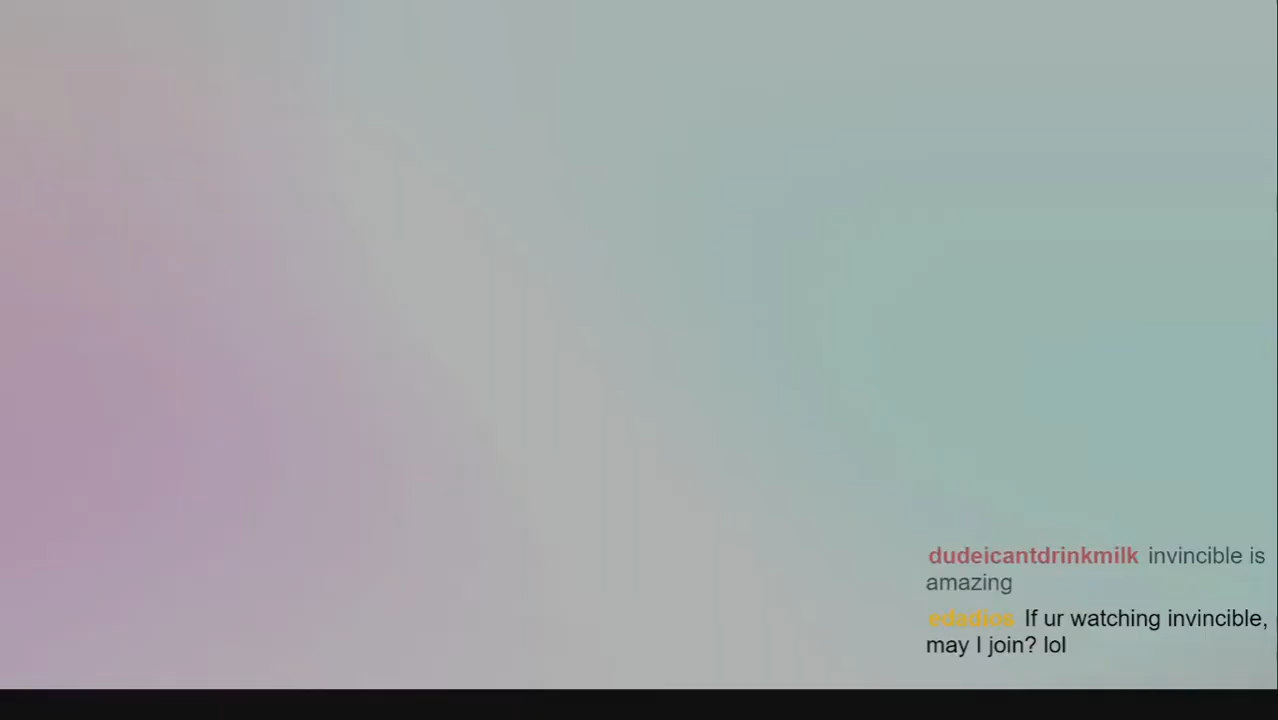 dudeicantdrinkmilk invincible is
amazing
edadios If ur watching invincible,
may I join? lol